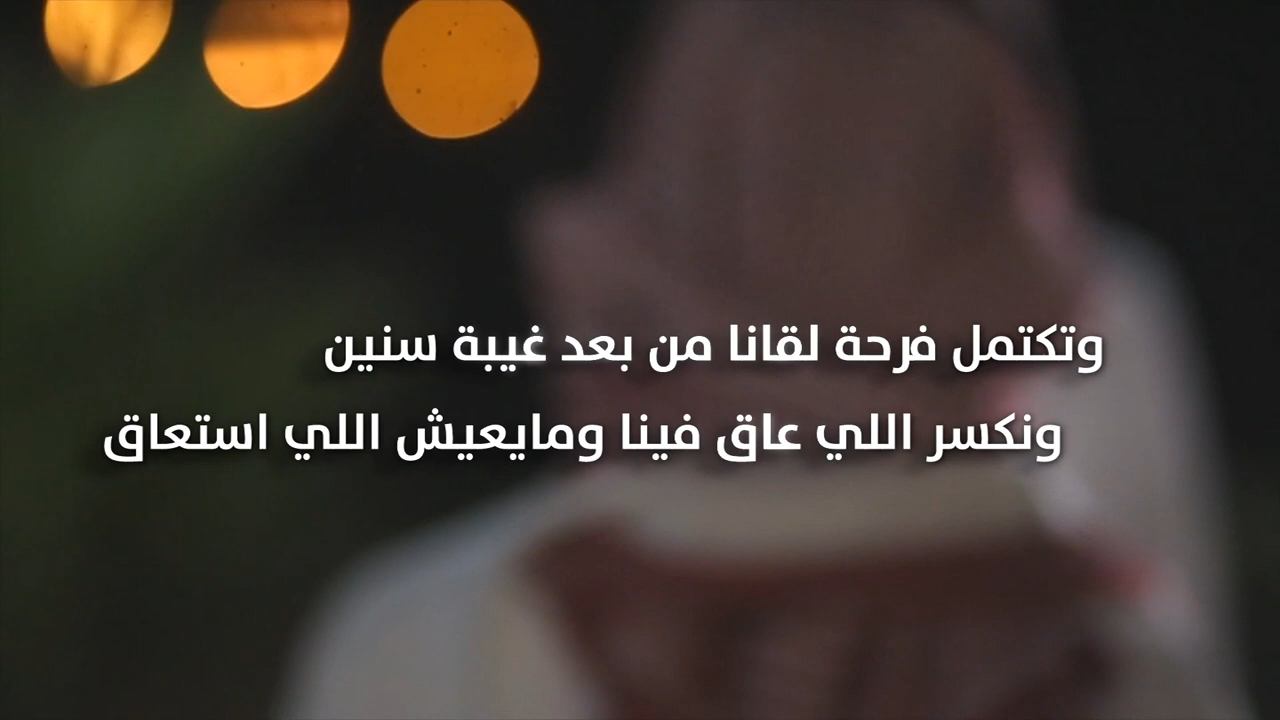 وتكتمل فرحة لقانا من بعد غيبة سنين
ونكسر اللي عاق فينا ومايعيش اللي استعاق